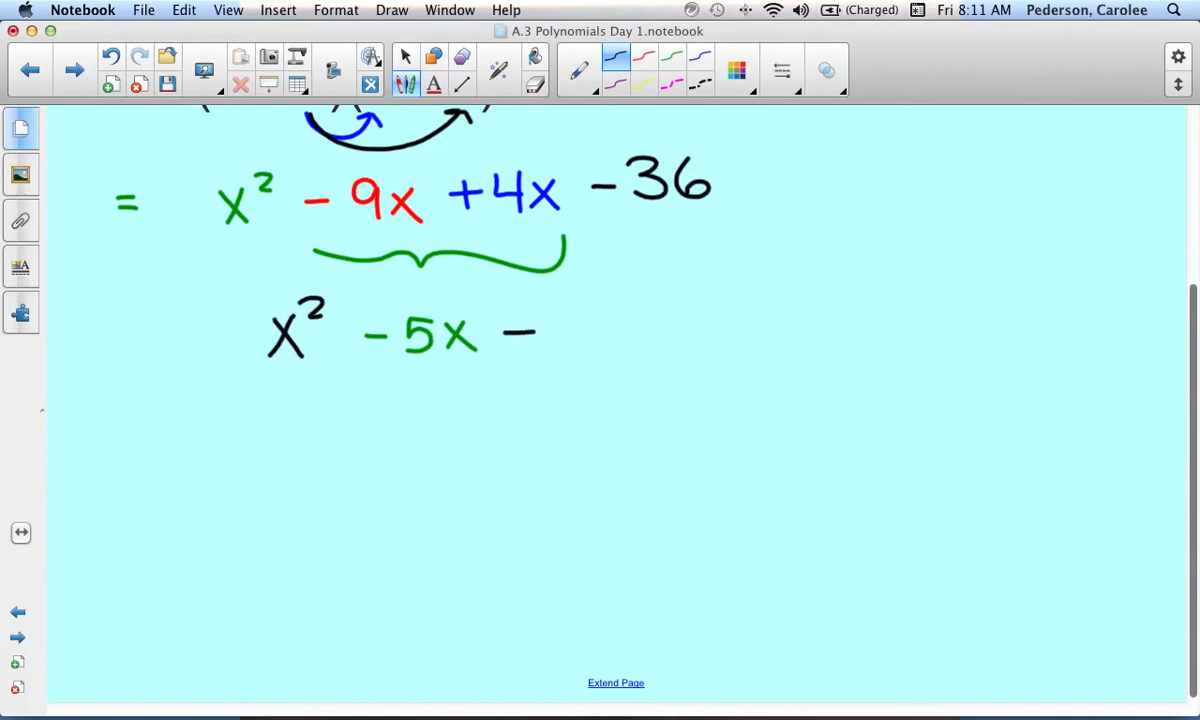 Notebook File Edit View Insert Format Draw Window Help (Charged) Fri 8:11 AM Pederson, Carolee
A.3 Polynomials Day 1.notebook
= x² - 9x + 4x - 36
x² - 5x -
Extend Page